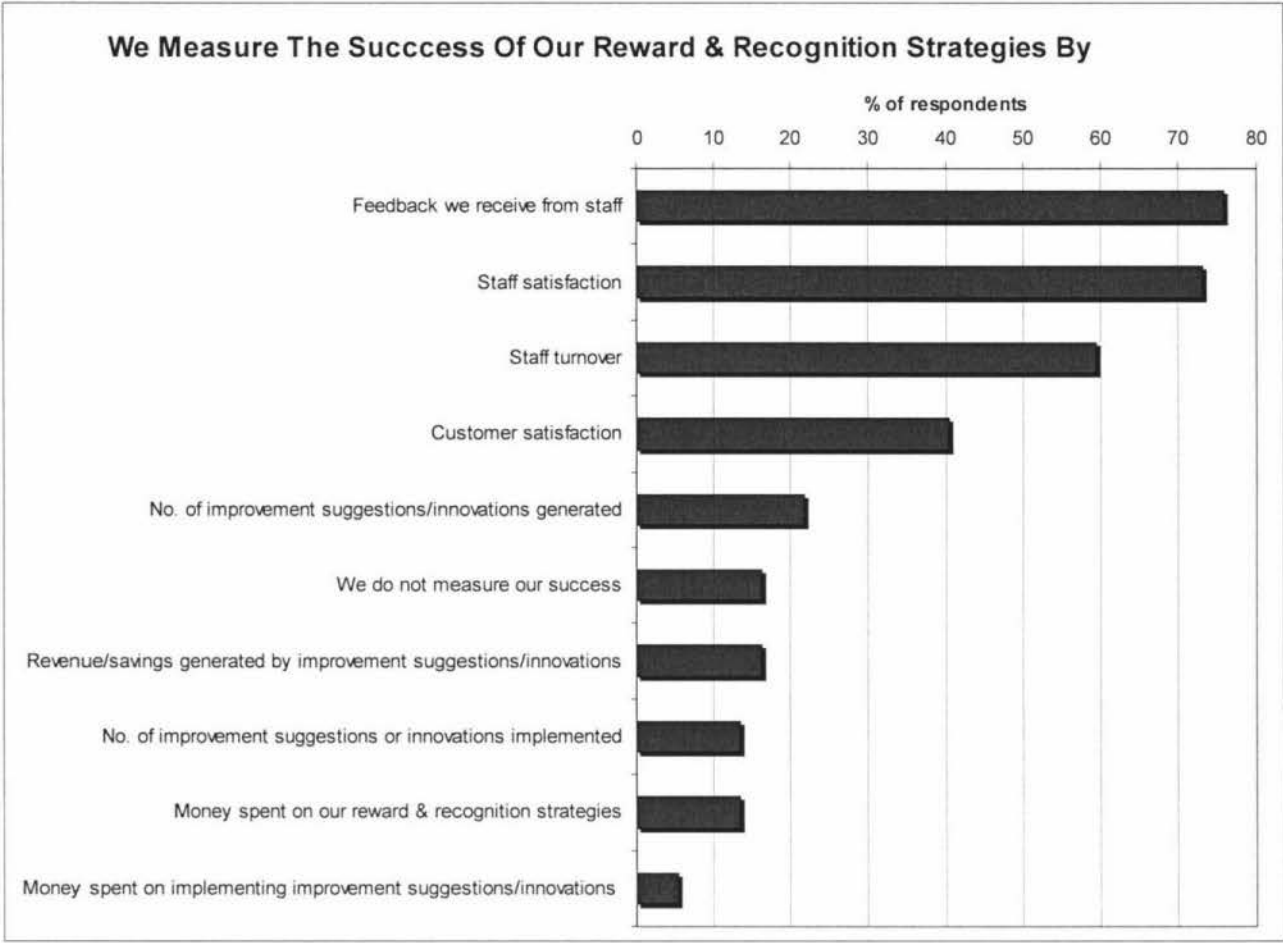 We Measure The Succcess Of Our Reward & Recognition Strategies By
% of respondents
0 10 20 30 40 50 60 70 80
Feedback we receive from staff
Staff satisfaction
Staff turnover
Customer satisfaction
No. of improvement suggestions/innovations generated
We do not measure our success
Revenue/savings generated by improvement suggestions/innovations
No. of improvement suggestions or innovations implemented
Money spent on our reward & recognition strategies
Money spent on implementing improvement suggestions/innovations